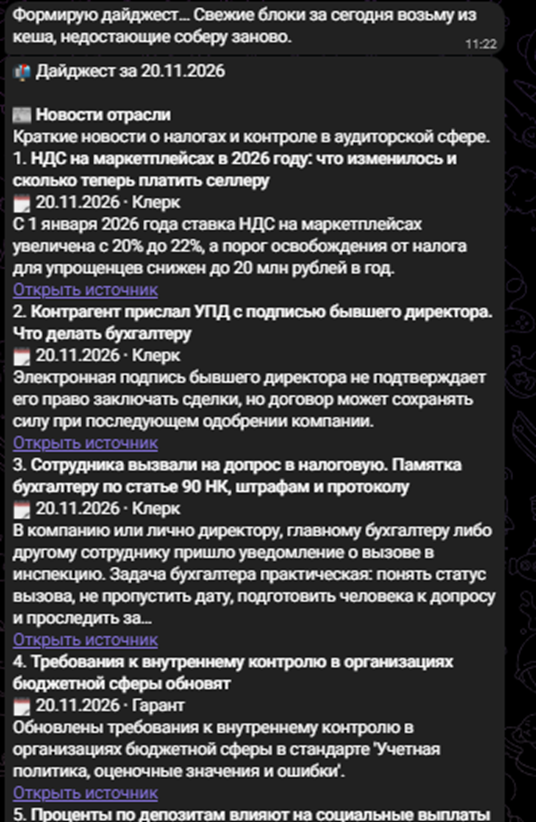 Формирую дайджест... Свежие блоки за сегодня возьму из
кеша, недостающие соберу заново.
11:22
Дайджест за 20.11.2026
Новости отрасли
Краткие новости о налогах и контроле в аудиторской сфере.
1. НДС на маркетплейсах в 2026 году: что изменилось и
сколько теперь платить селлеру
20.11.2026 · Клерк
С 1 января 2026 года ставка НДС на маркетплейсах
увеличена с 20% до 22%, а порог освобождения от налога
для упрощенцев снижен до 20 млн рублей в год.
Открыть источник
2. Контрагент прислал УПД с подписью бывшего директора.
Что делать бухгалтеру
20.11.2026 · Клерк
Электронная подпись бывшего директора не подтверждает
его право заключать сделки, но договор может сохранять
силу при последующем одобрении компании.
Открыть источник
3. Сотрудника вызвали на допрос в налоговую. Памятка
бухгалтеру по статье 90 НК, штрафам и протоколу
20.11.2026 · Клерк
В компанию или лично директору, главному бухгалтеру либо
другому сотруднику пришло уведомление о вызове в
инспекцию. Задача бухгалтера практическая: понять статус
вызова, не пропустить дату, подготовить человека к допросу
и проследить за...
Открыть источник
4. Требования к внутреннему контролю в организациях
бюджетной сферы обновят
20.11.2026 · Гарант
Обновлены требования к внутреннему контролю в
организациях бюджетной сферы в стандарте 'Учетная
политика, оценочные значения и ошибки'.
Открыть источник
5. Проценты по депозитам влияют на социальные выплаты